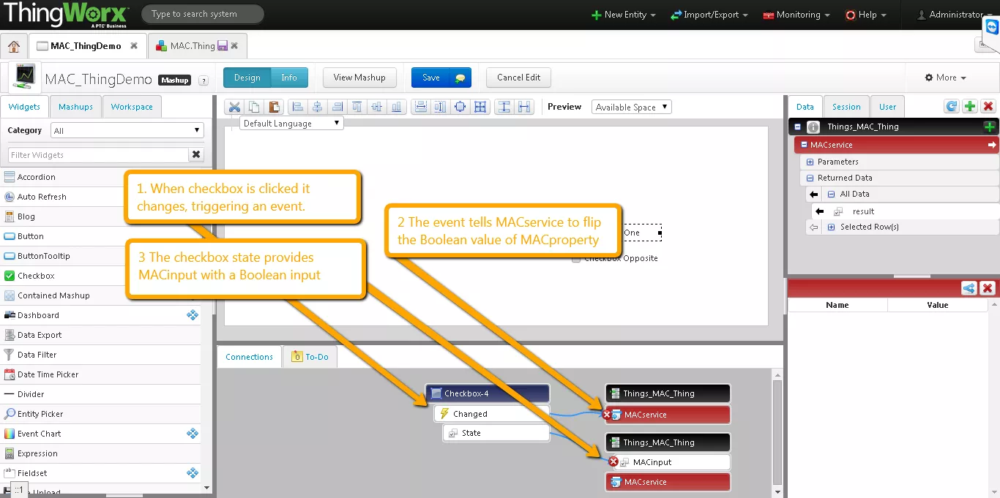 ThingWorx
A PTC Business
Type to search system
New Entity
Import/Export
Monitoring
Help
Administrator
MAC_ThingDemo
MAC.Thing
MAC_ThingDemo
Mashup
?
Design
Info
View Mashup
Save
Cancel Edit
More
Widgets
Mashups
Workspace
Category
All
Filter Widgets
Accordion
Auto Refresh
Blog
Button
ButtonTooltip
Checkbox
Contained Mashup
Dashboard
Data Export
Data Filter
Date Time Picker
Divider
Entity Picker
Event Chart
Expression
Fieldset
::1
Upload
Preview
Available Space
Default Language
1. When checkbox is clicked it
changes, triggering an event.
2 The event tells MACservice to flip
the Boolean value of MACproperty
3 The checkbox state provides
MACinput with a Boolean input
One
Checkbox Opposite
Connections
0
To-Do
Checkbox-4
Changed
State
Things_MAC_Thing
MACservice
Things_MAC_Thing
MACinput
MACservice
Data
Session
User
Things_MAC_Thing
MACservice
Parameters
Returned Data
All Data
result
Selected Row(s)
Name
Value